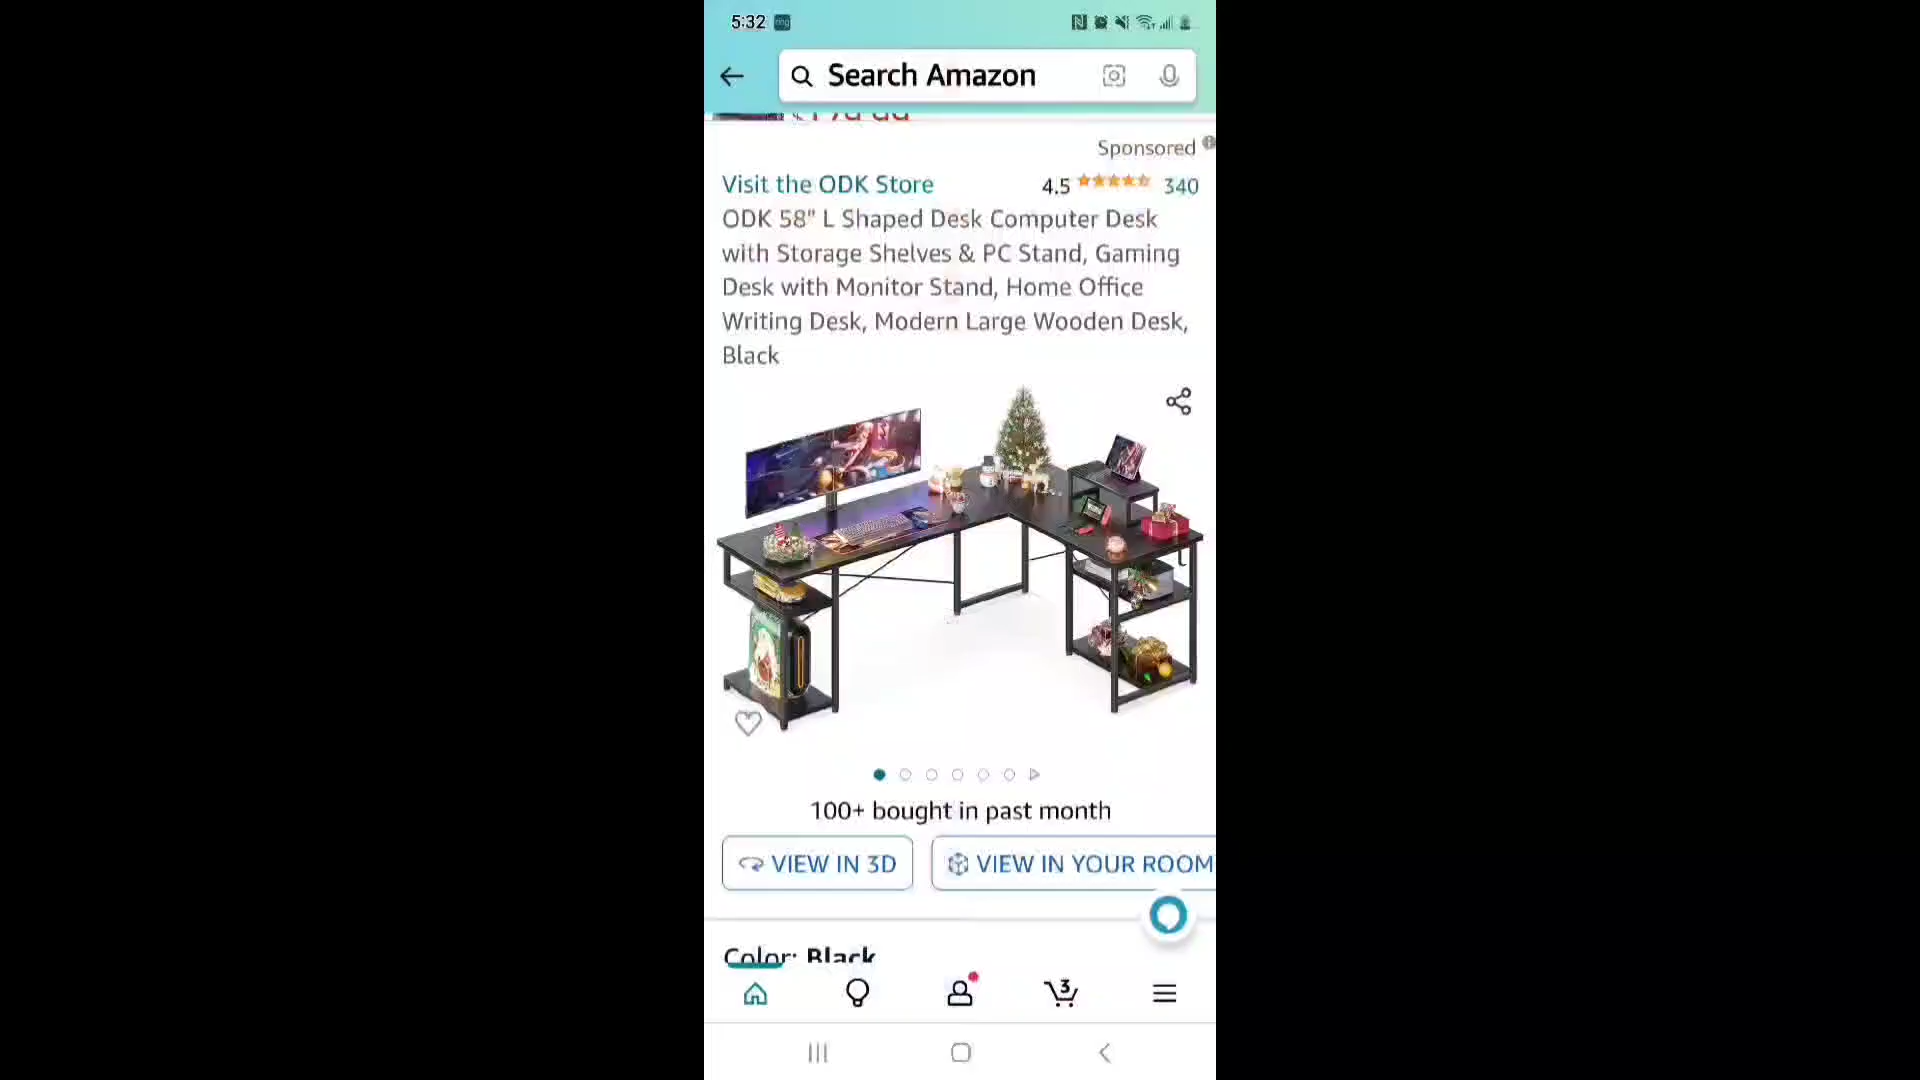 5:32
ring
Search Amazon
Sponsored
Visit the ODK Store
4.5
340
ODK 58" L Shaped Desk Computer Desk
with Storage Shelves & PC Stand, Gaming
Desk with Monitor Stand, Home Office
Writing Desk, Modern Large Wooden Desk,
Black
100+ bought in past month
VIEW IN 3D
VIEW IN YOUR ROOM
Color: Black
3